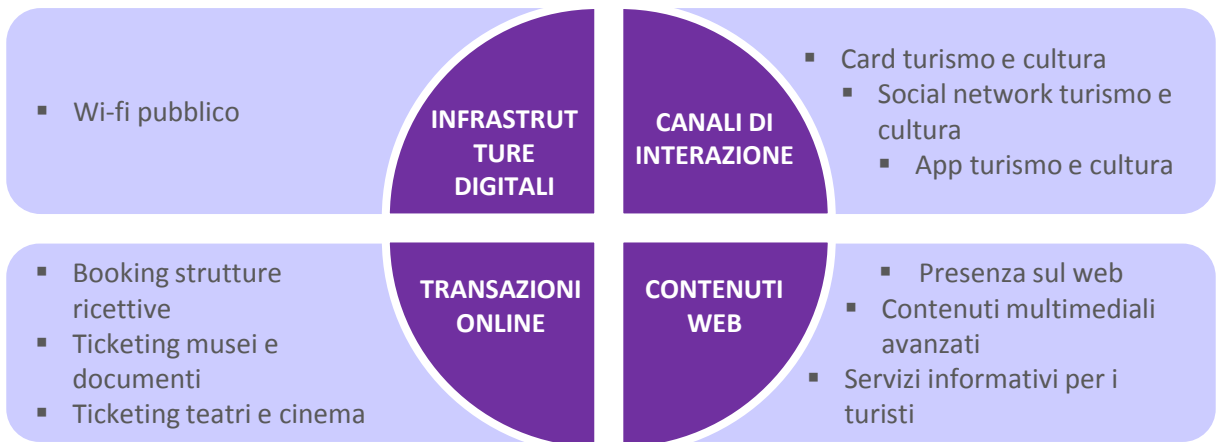 ▪ Wi-fi pubblico
INFRASTRUT
TURE
DIGITALI
CANALI DI
INTERAZIONE
▪ Card turismo e cultura
▪ Social network turismo e
cultura
▪ App turismo e cultura
▪ Booking strutture
ricettive
▪ Ticketing musei e
documenti
▪ Ticketing teatri e cinema
TRANSAZIONI
ONLINE
CONTENUTI
WEB
▪ Presenza sul web
▪ Contenuti multimediali
avanzati
▪ Servizi informativi per i
turisti